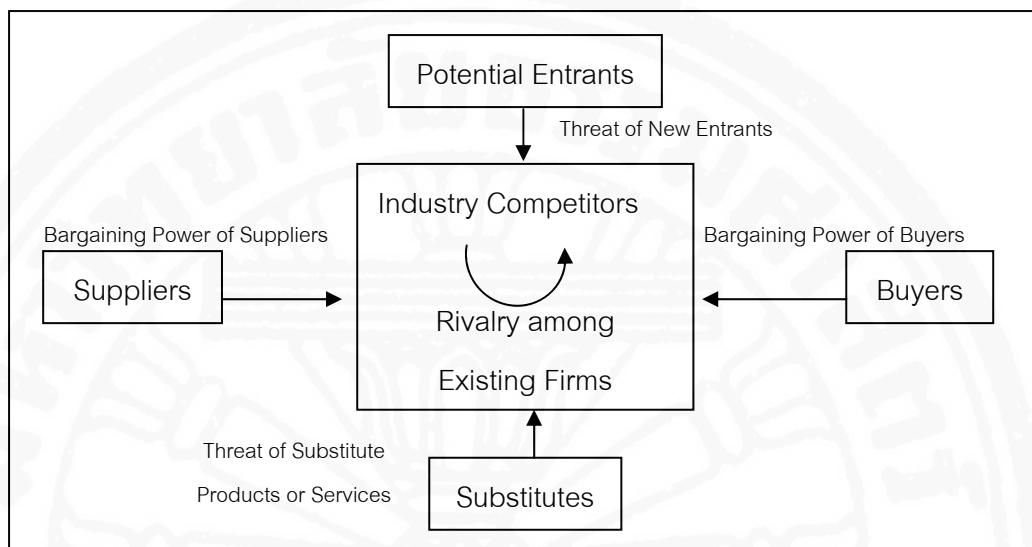 Potential Entrants
Threat of New Entrants
Industry Competitors
Bargaining Power of Suppliers
Bargaining Power of Buyers
Suppliers
Buyers
Rivalry among
Existing Firms
Threat of Substitute
Products or Services
Substitutes